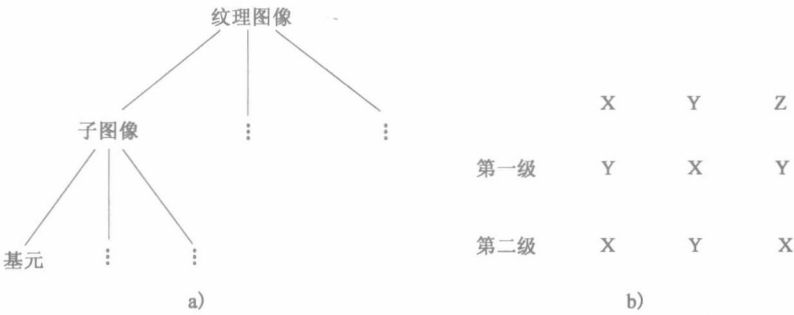 纹理图像
子图像
基元
a)
X Y Z
第一级 Y X Y
第二级 X Y X
b)